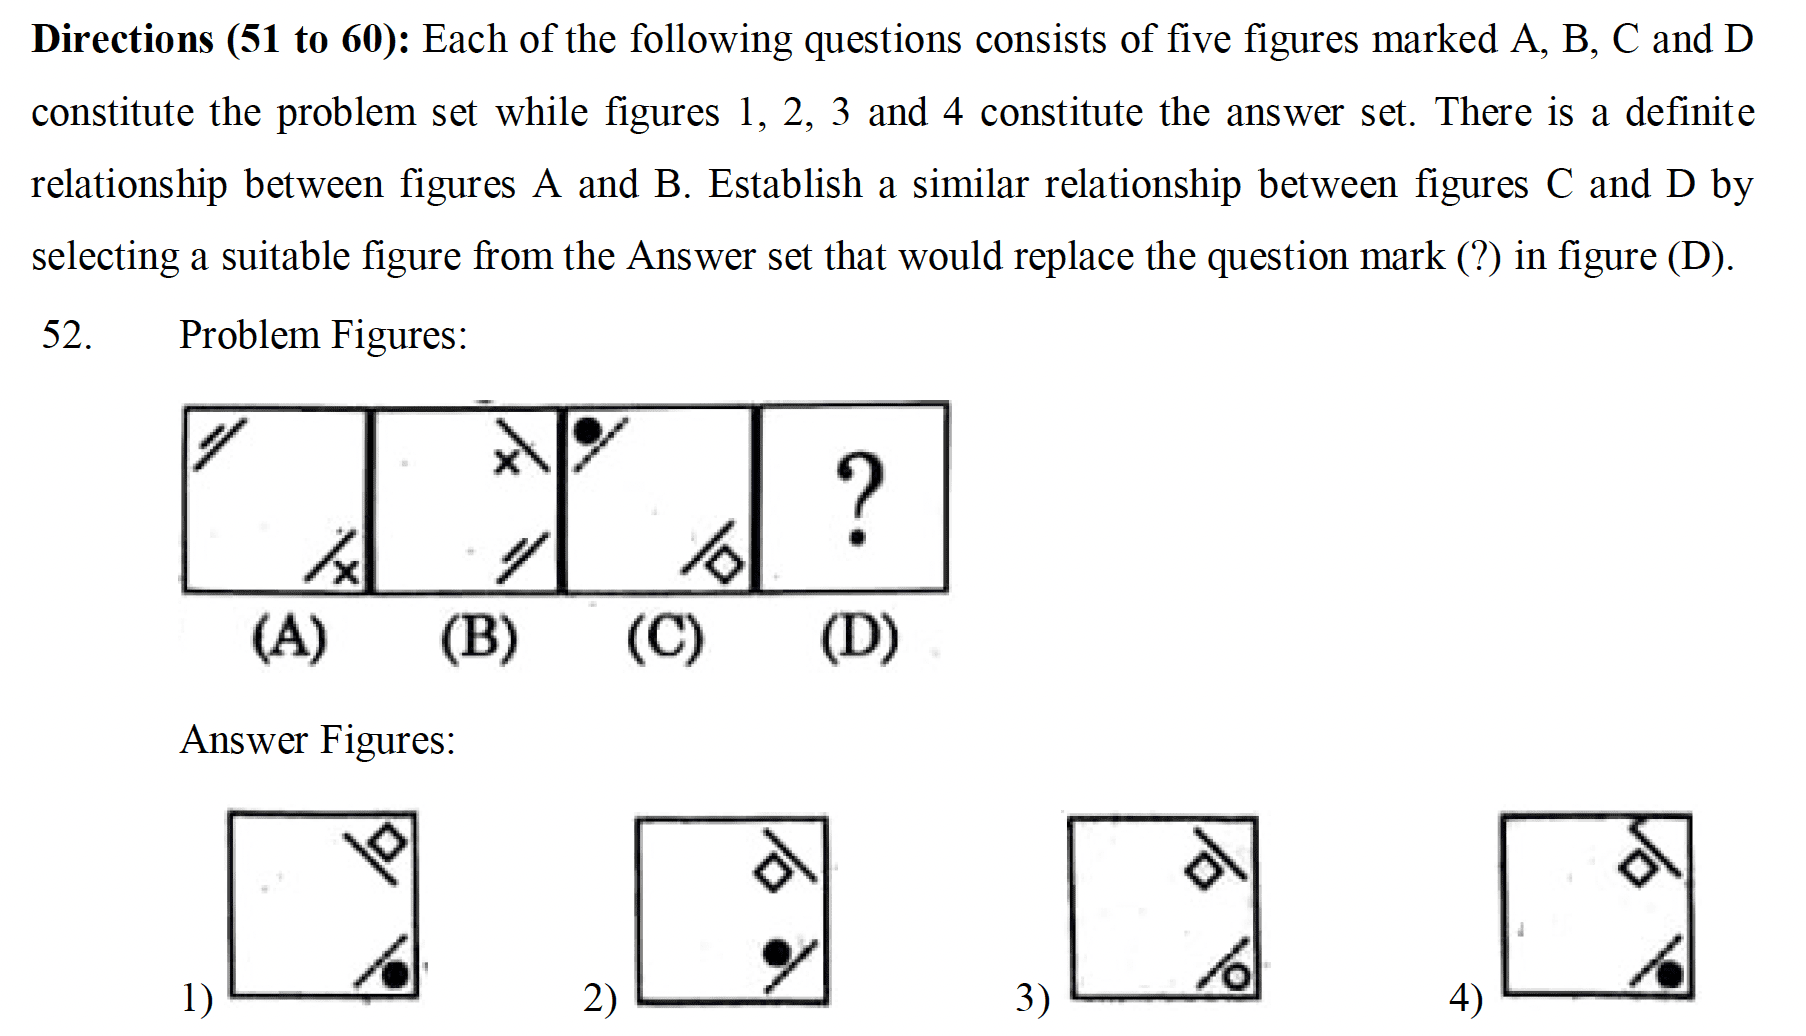 Directions (51 to 60): Each of the following questions consists of five figures marked A, B, C and D
constitute the problem set while figures 1, 2, 3 and 4 constitute the answer set. There is a definite
relationship between figures A and B. Establish a similar relationship between figures C and D by
selecting a suitable figure from the Answer set that would replace the question mark (?) in figure (D).
52. Problem Figures:
?
(A) (B) (C) (D)
Answer Figures:
1) 2) 3) 4)